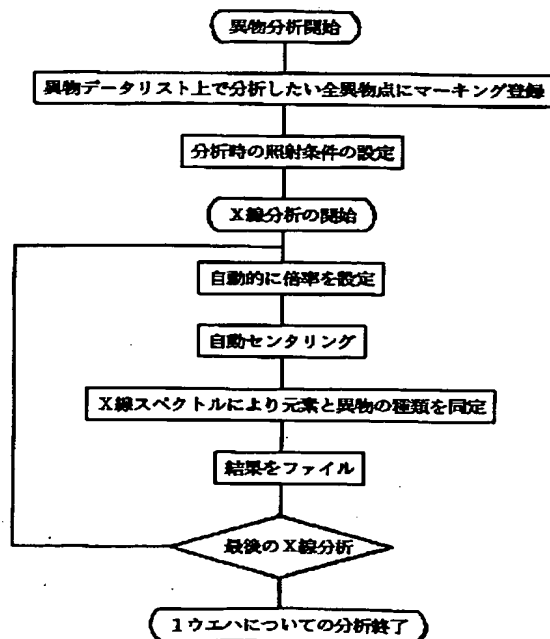 異物分析開始
異物データリスト上で分析したい全異物点にマーキング登録
分析時の照射条件の設定
X線分析の開始
自動的に倍率を設定
自動センタリング
X線スペクトルにより元素と異物の種類を同定
結果をファイル
最後のX線分析
1ウエハについての分析終了